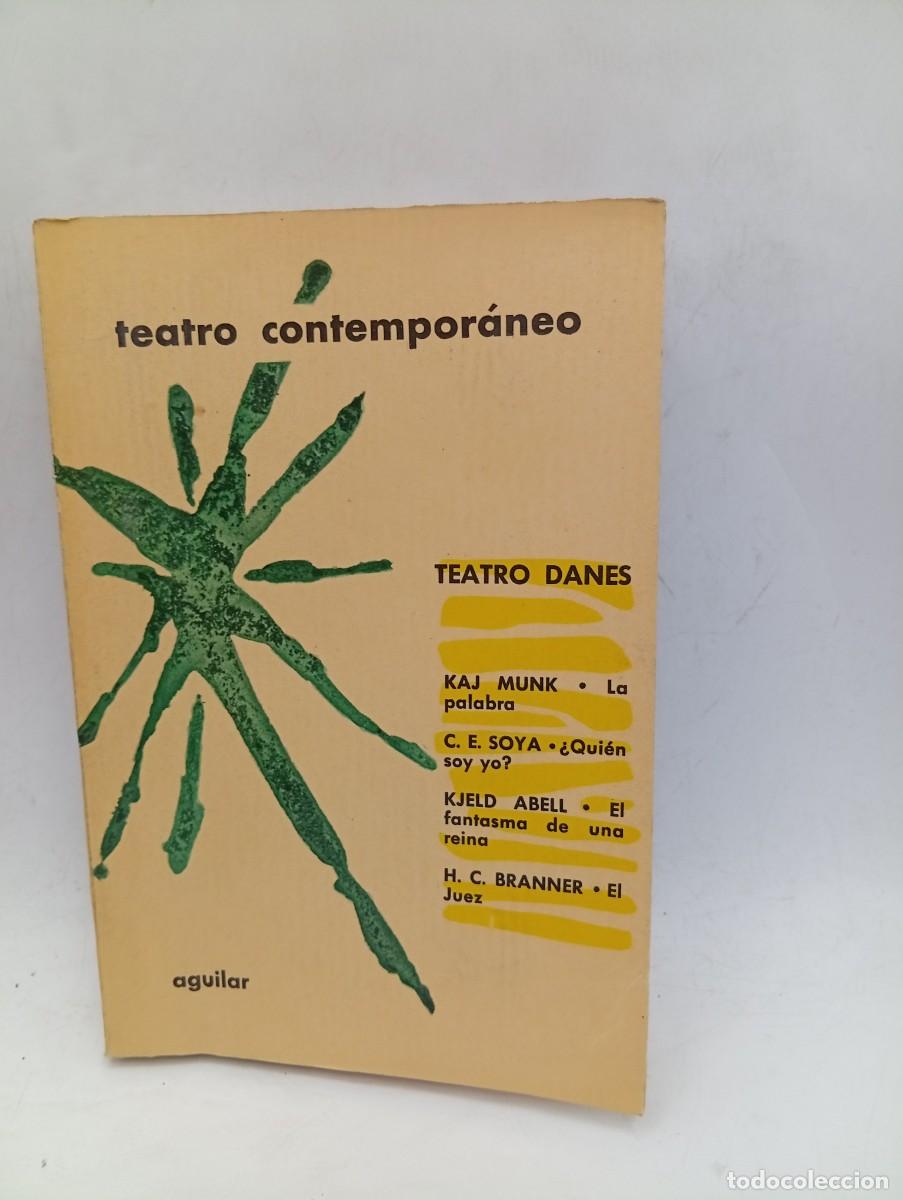 teatro contemporáneo
TEATRO DANES
KAJ MUNK • La
palabra
C. E. SOYA • ¿Quién
soy yo?
KJELD ABELL • El
fantasma de una
reina
H. C. BRANNER • El
Juez
aguilar
todocoleccion